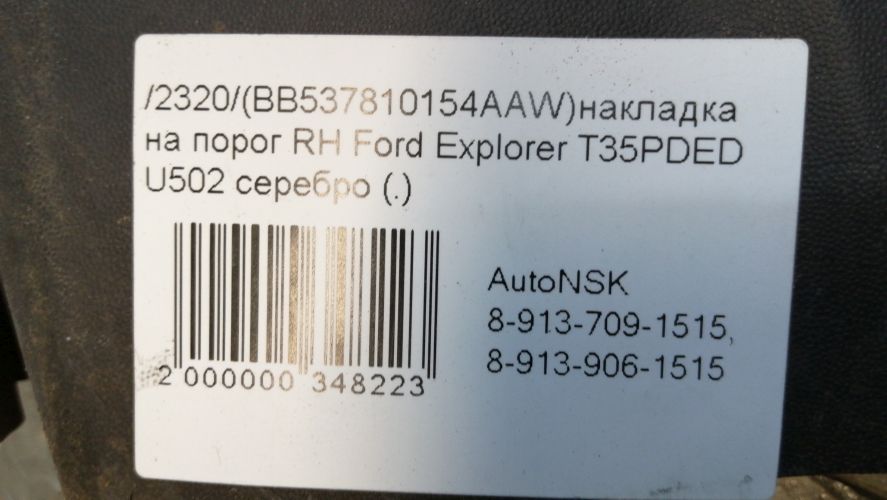 /2320/(BB537810154AAW)накладка
на порог RH Ford Explorer T35PDED
U502 серебро (.)
AutoNSK
8-913-709-1515,
8-913-906-1515
2 000000 348223